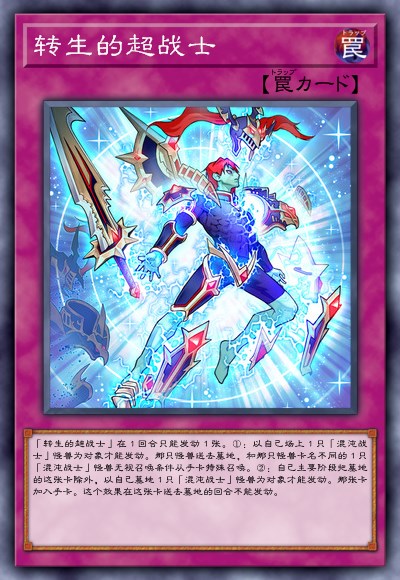 转生的超战士
トラップ
罠
トラップ
【罠カード】
「转生的超战士」在1回合只能发动1张。①：以自己场上1只「混沌战
士」怪兽为对象才能发动。那只怪兽送去墓地，和那只怪兽卡名不同的1只
「混沌战士」怪兽无视召唤条件从手卡特殊召唤。②：自己主要阶段把墓地
的这张卡除外，以自己墓地1只「混沌战士」怪兽为对象才能发动。那张卡
加入手卡。这个效果在这张卡送去墓地的回合不能发动。